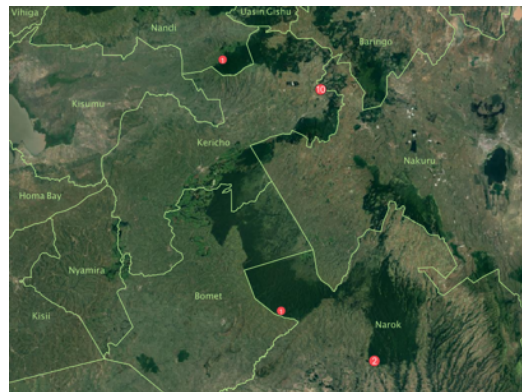 Vihiga
Uasin Gishu
Nandi
Baringo
10
Kisumu
Kericho
Nakuru
Homa Bay
Nyamira
Bomet
Kisii
Narok
2